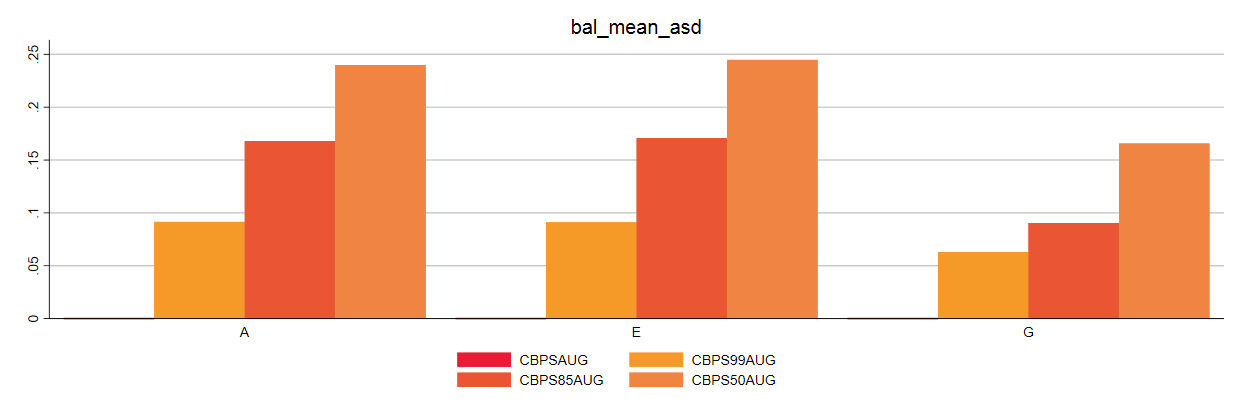 bal_mean_asd
.25
.2
.15
.1
.05
0
A E G
CBPSAUG CBPS99AUG
CBPS85AUG CBPS50AUG